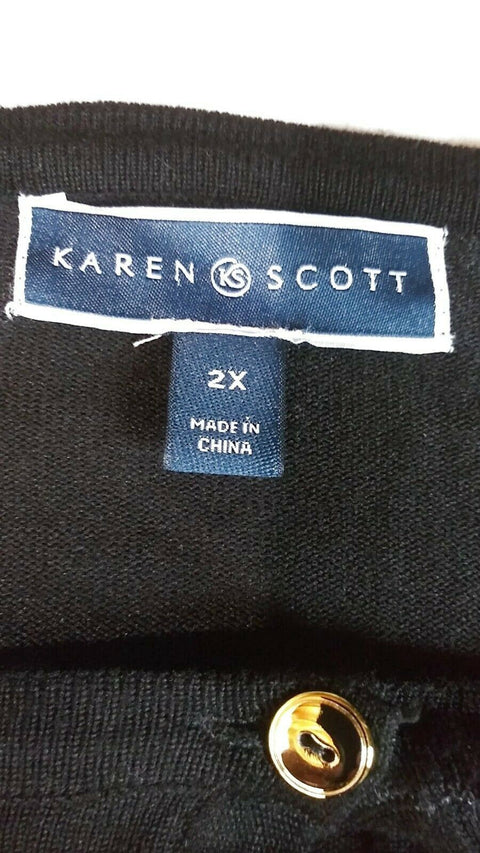 KAREN KS SCOTT
2X
MADE IN
CHINA